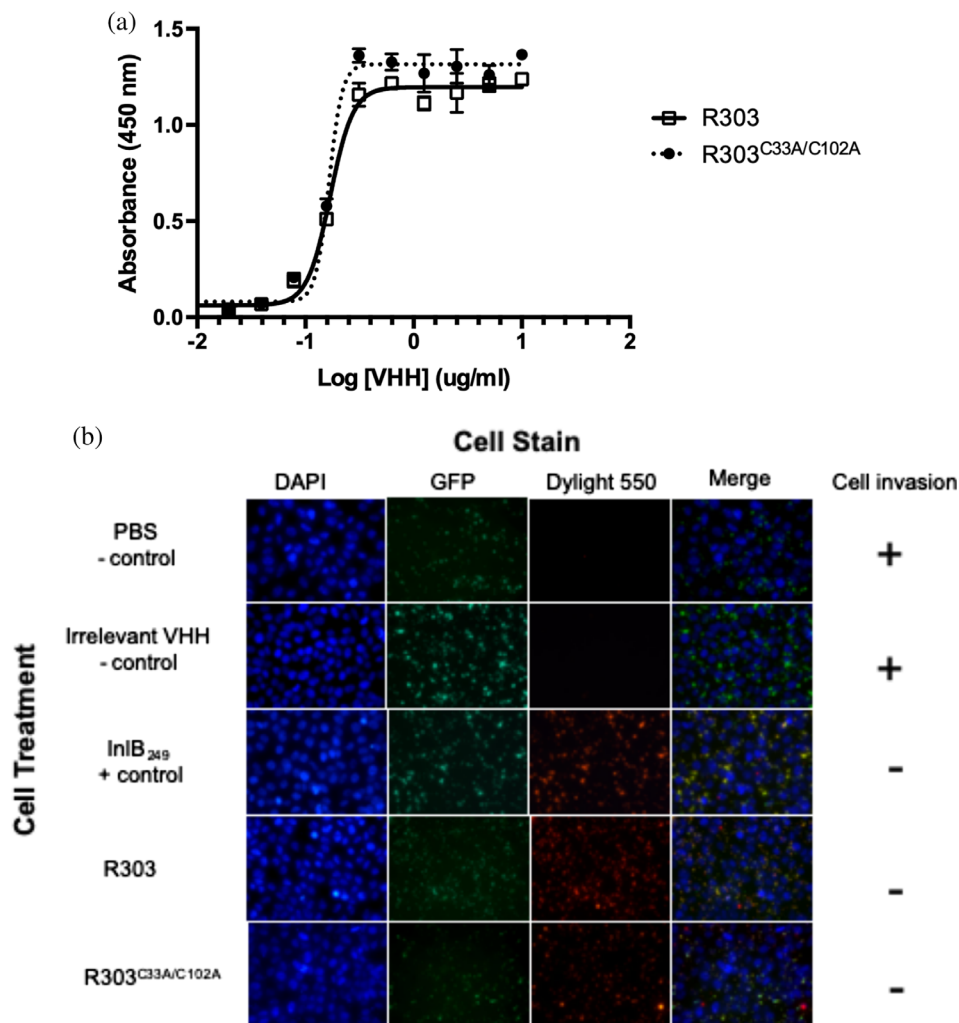 (a)
1.5
1.0
0.5
0.0
Absorbance (450 nm)
-2 -1 0 1 2
Log [VHH] (ug/ml)
R303
R303C33A/C102A
(b)
Cell Stain
DAPI GFP Dylight 550 Merge Cell invasion
Cell Treatment
PBS
- control
+
Irrelevant VHH
- control
+
InlB249
+ control
-
R303
-
R303C33A/C102A
-